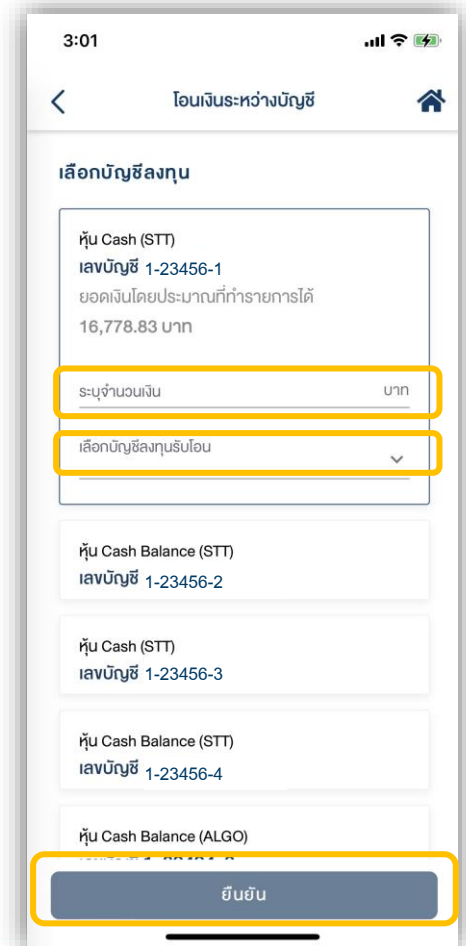 3:01
โอนเงินระหว่างบัญชี
เลือกบัญชีลงทุน
หุ้น Cash (STT)
เลขบัญชี 1-23456-1
ยอดเงินโดยประมาณที่ทำรายการได้
16,778.83 บาท
ระบุจำนวนเงิน บาท
เลือกบัญชีลงทุนรับโอน
หุ้น Cash Balance (STT)
เลขบัญชี 1-23456-2
หุ้น Cash (STT)
เลขบัญชี 1-23456-3
หุ้น Cash Balance (STT)
เลขบัญชี 1-23456-4
หุ้น Cash Balance (ALGO)
ยืนยัน